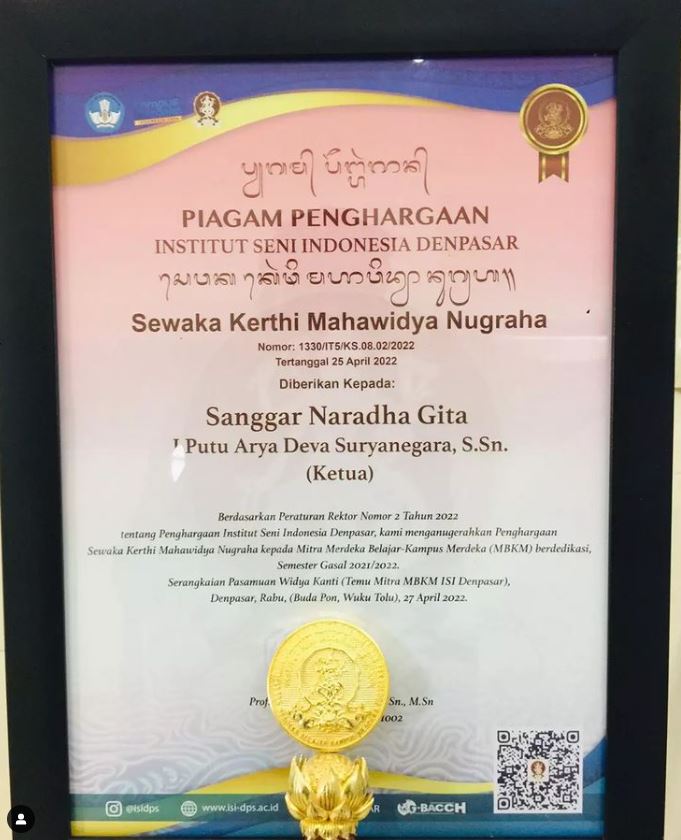 PIAGAM PENGHARGAAN
INSTITUT SENI INDONESIA DENPASAR
Sewaka Kerthi Mahawidya Nugraha
Nomor: 1330/IT5/KS.08.02/2022
Tertanggal 25 April 2022
Diberikan Kepada:
Sanggar Naradha Gita
I Putu Arya Deva Suryanegara, S.Sn.
(Ketua)
Berdasarkan Peraturan Rektor Nomor 2 Tahun 2022
tentang Penghargaan Institut Seni Indonesia Denpasar, kami menganugerahkan Penghargaan
Sewaka Kerthi Mahawidya Nugraha kepada Mitra Merdeka Belajar-Kampus Merdeka (MBKM) berdedikasi,
Semester Gasal 2021/2022.
Serangkaian Pasamuan Widya Kanti (Temu Mitra MBKM ISI Denpasar),
Denpasar, Rabu, (Buda Pon, Wuku Tolu), 27 April 2022.
Sn., M.Sn
1002
@isidps www.isi-dps.ac.id G-BACCH